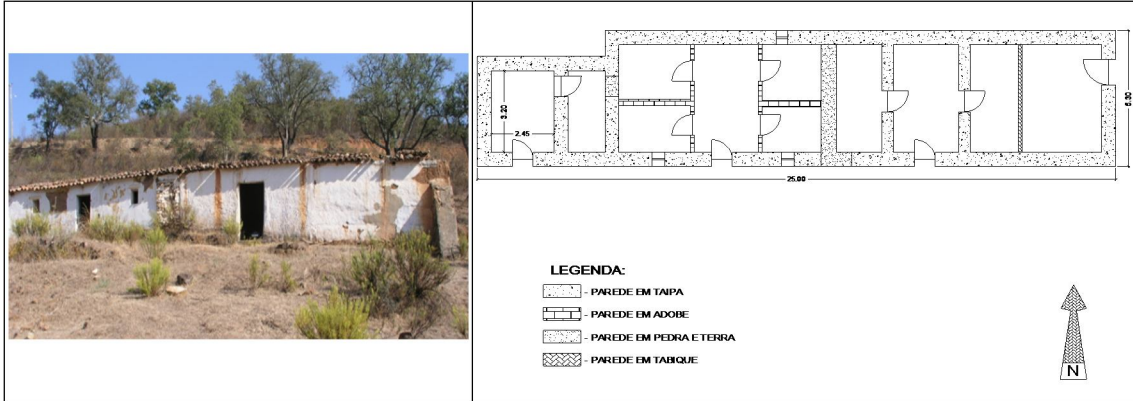 3.20
2.45
6.30
25.00
LEGENDA:
- PAREDE EM TAIPA
- PAREDE EM ADOBE
- PAREDE EM PEDRA E TERRA
- PAREDE EM TABIQUE
N